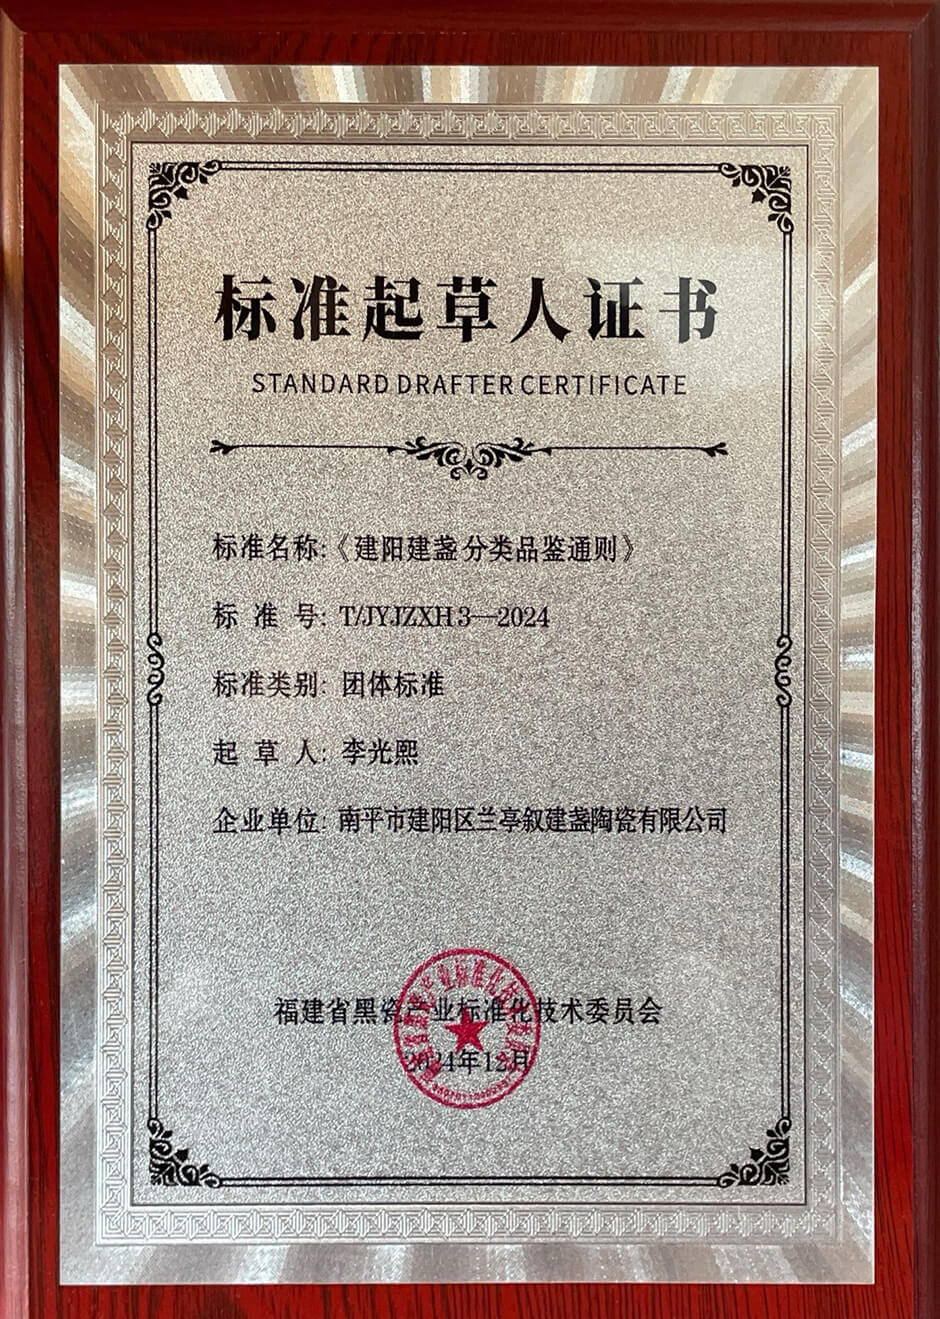 标准起草人证书
STANDARD DRAFTER CERTIFICATE
标准名称:《建阳建盏分类品鉴通则》
标 准 号: T/JYJZXH 3—2024
标准类别: 团体标准
起 草 人: 李光熙
企业单位: 南平市建阳区兰亭叙建盏陶瓷有限公司
福建省黑瓷产业标准化技术委员会
2024年12月